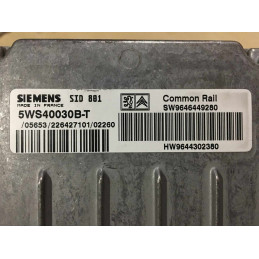 SIEMENS SID 801
MADE IN FRANCE
5WS40030B-T
/05653/226427101/02260
Common Rail
SW9646449280
HW9644302380